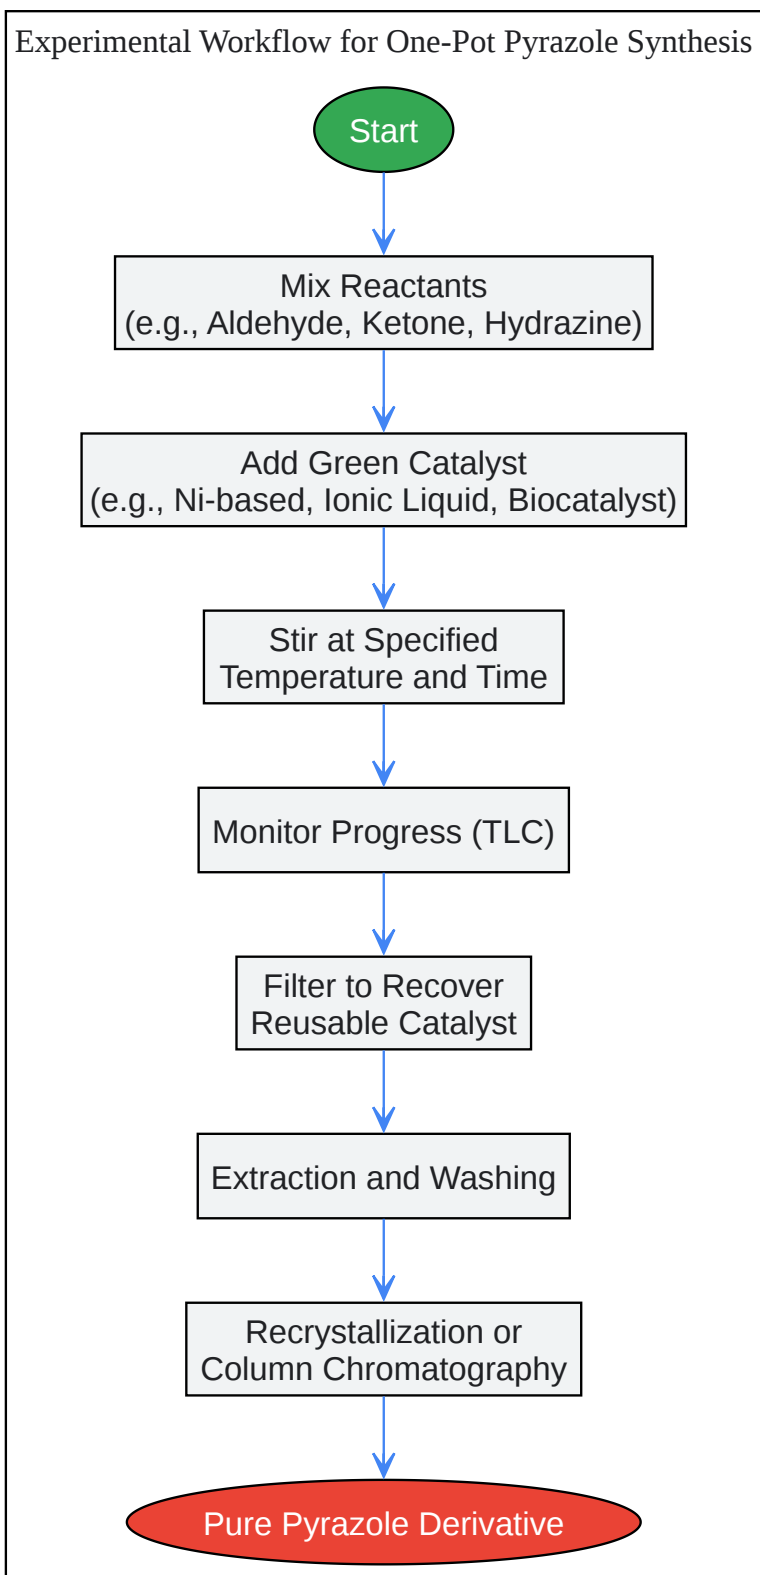 Experimental Workflow for One-Pot Pyrazole Synthesis
Start
Mix Reactants
(e.g., Aldehyde, Ketone, Hydrazine)
Add Green Catalyst
(e.g., Ni-based, Ionic Liquid, Biocatalyst)
Stir at Specified
Temperature and Time
Monitor Progress (TLC)
Filter to Recover
Reusable Catalyst
Extraction and Washing
Recrystallization or
Column Chromatography
Pure Pyrazole Derivative